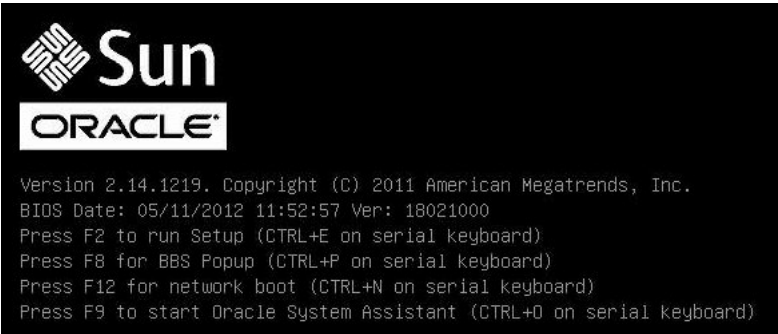 Sun
ORACLE
Version 2.14.1219. Copyright (C) 2011 American Megatrends, Inc.
BIOS Date: 05/11/2012 11:52:57 Ver: 18021000
Press F2 to run Setup (CTRL+E on serial keyboard)
Press F8 for BBS Popup (CTRL+P on serial keyboard)
Press F12 for network boot (CTRL+N on serial keyboard)
Press F9 to start Oracle System Assistant (CTRL+O on serial keyboard)